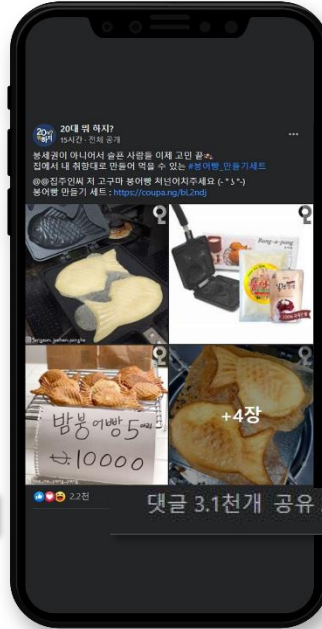 20대 뭐 하지?
15시간 · 전체 공개
붕세권이 아니어서 슬픈 사람들 이제 고민 끝
집에서 내 취향대로 만들어 먹을 수 있는 #붕어빵_만들기세트
@@집주인씨 저 고구마 붕어빵 처넌어치주세요 (- " 3 "-)
붕어빵 만들기 세트 : https://coupa.ng/bL2ndj
밤붕어빵 5마리
₩.10000
+4장
2.2천
댓글 3.1천개 공유